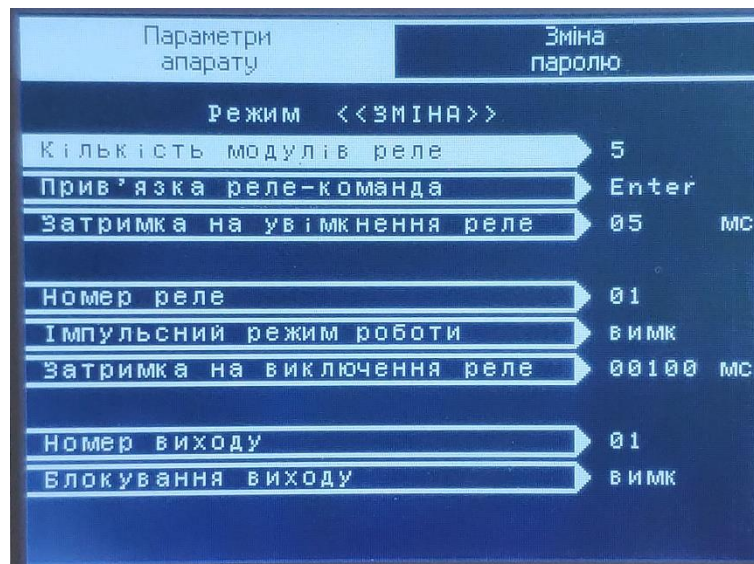 Параметри апарату
Зміна паролю
Режим <<ЗМІНА>>
Кількість модулів реле 5
Прив'язка реле-команда Enter
Затримка на увімкнення реле 05 мс
Номер реле 01
Імпульсний режим роботи вимк
Затримка на виключення реле 00100 мс
Номер виходу 01
Блокування виходу вимк